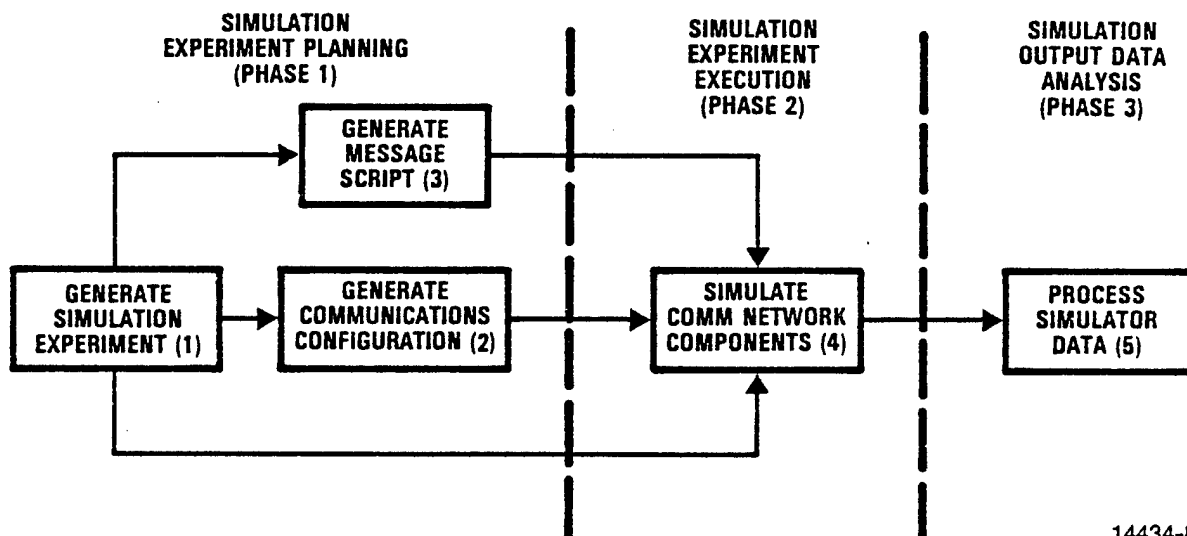 SIMULATION
EXPERIMENT PLANNING
(PHASE 1)
SIMULATION
EXPERIMENT
EXECUTION
(PHASE 2)
SIMULATION
OUTPUT DATA
ANALYSIS
(PHASE 3)
GENERATE
MESSAGE
SCRIPT (3)
GENERATE
SIMULATION
EXPERIMENT (1)
GENERATE
COMMUNICATIONS
CONFIGURATION (2)
SIMULATE
COMM NETWORK
COMPONENTS (4)
PROCESS
SIMULATOR
DATA (5)